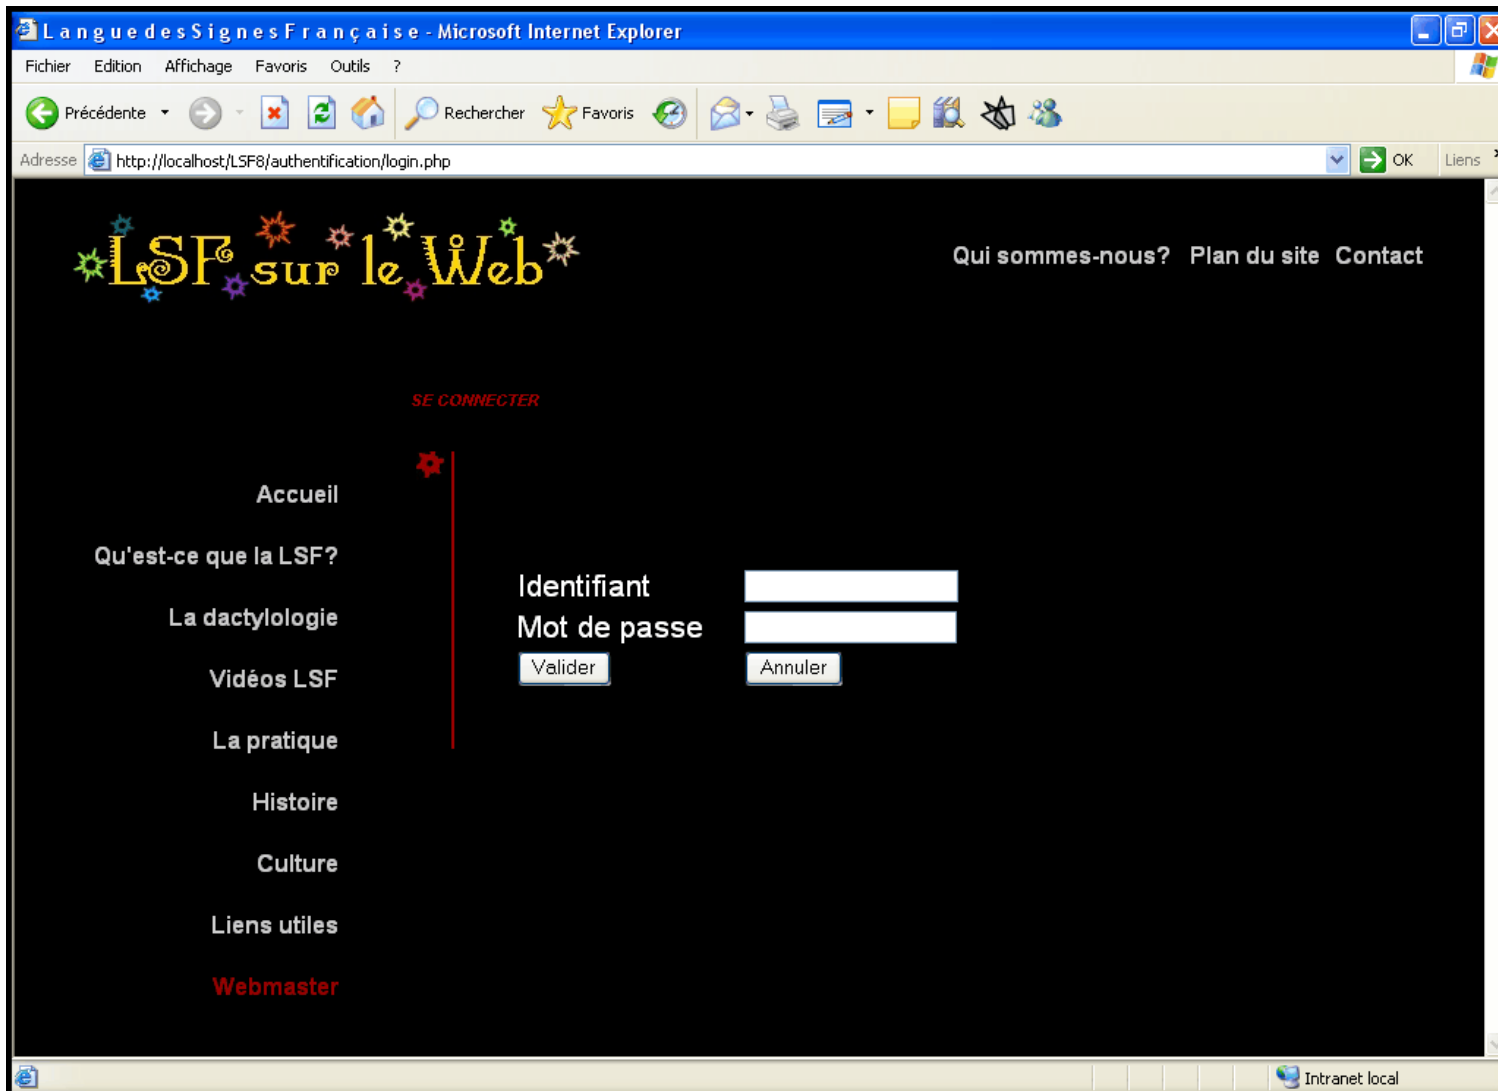 L a n g u e d e s S i g n e s F r a n ç a i s e - Microsoft Internet Explorer
Fichier Edition Affichage Favoris Outils ?
Précédente Rechercher Favoris
Adresse http://localhost/LSF8/authentification/login.php OK Liens
LSF sur le Web
Qui sommes-nous? Plan du site Contact
SE CONNECTER
Accueil
Qu'est-ce que la LSF?
La dactylologie
Vidéos LSF
La pratique
Histoire
Culture
Liens utiles
Webmaster
Identifiant
Mot de passe
Valider Annuler
Intranet local